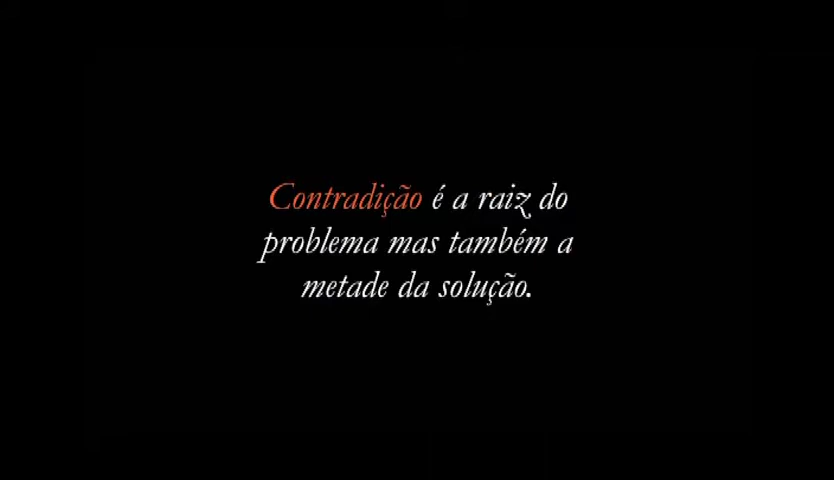 Contradição é a raiz do
problema mas também a
metade da solução.